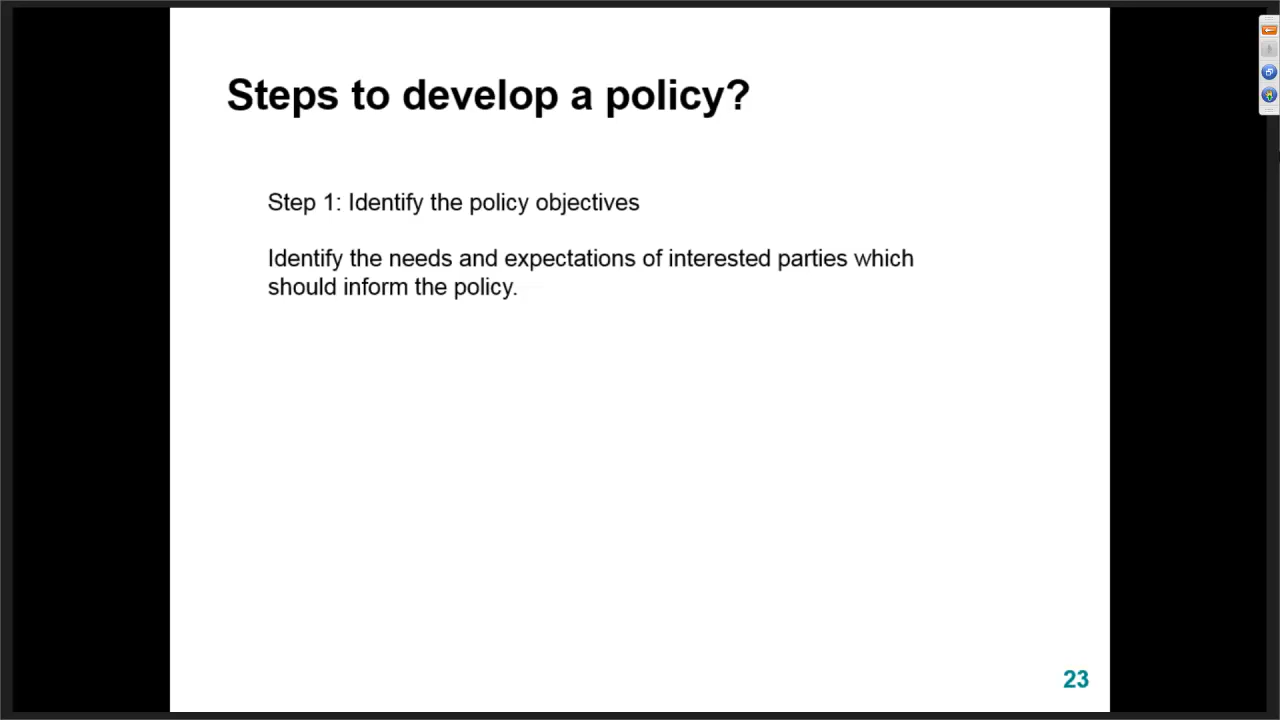 Steps to develop a policy?
Step 1: Identify the policy objectives
Identify the needs and expectations of interested parties which
should inform the policy.
23